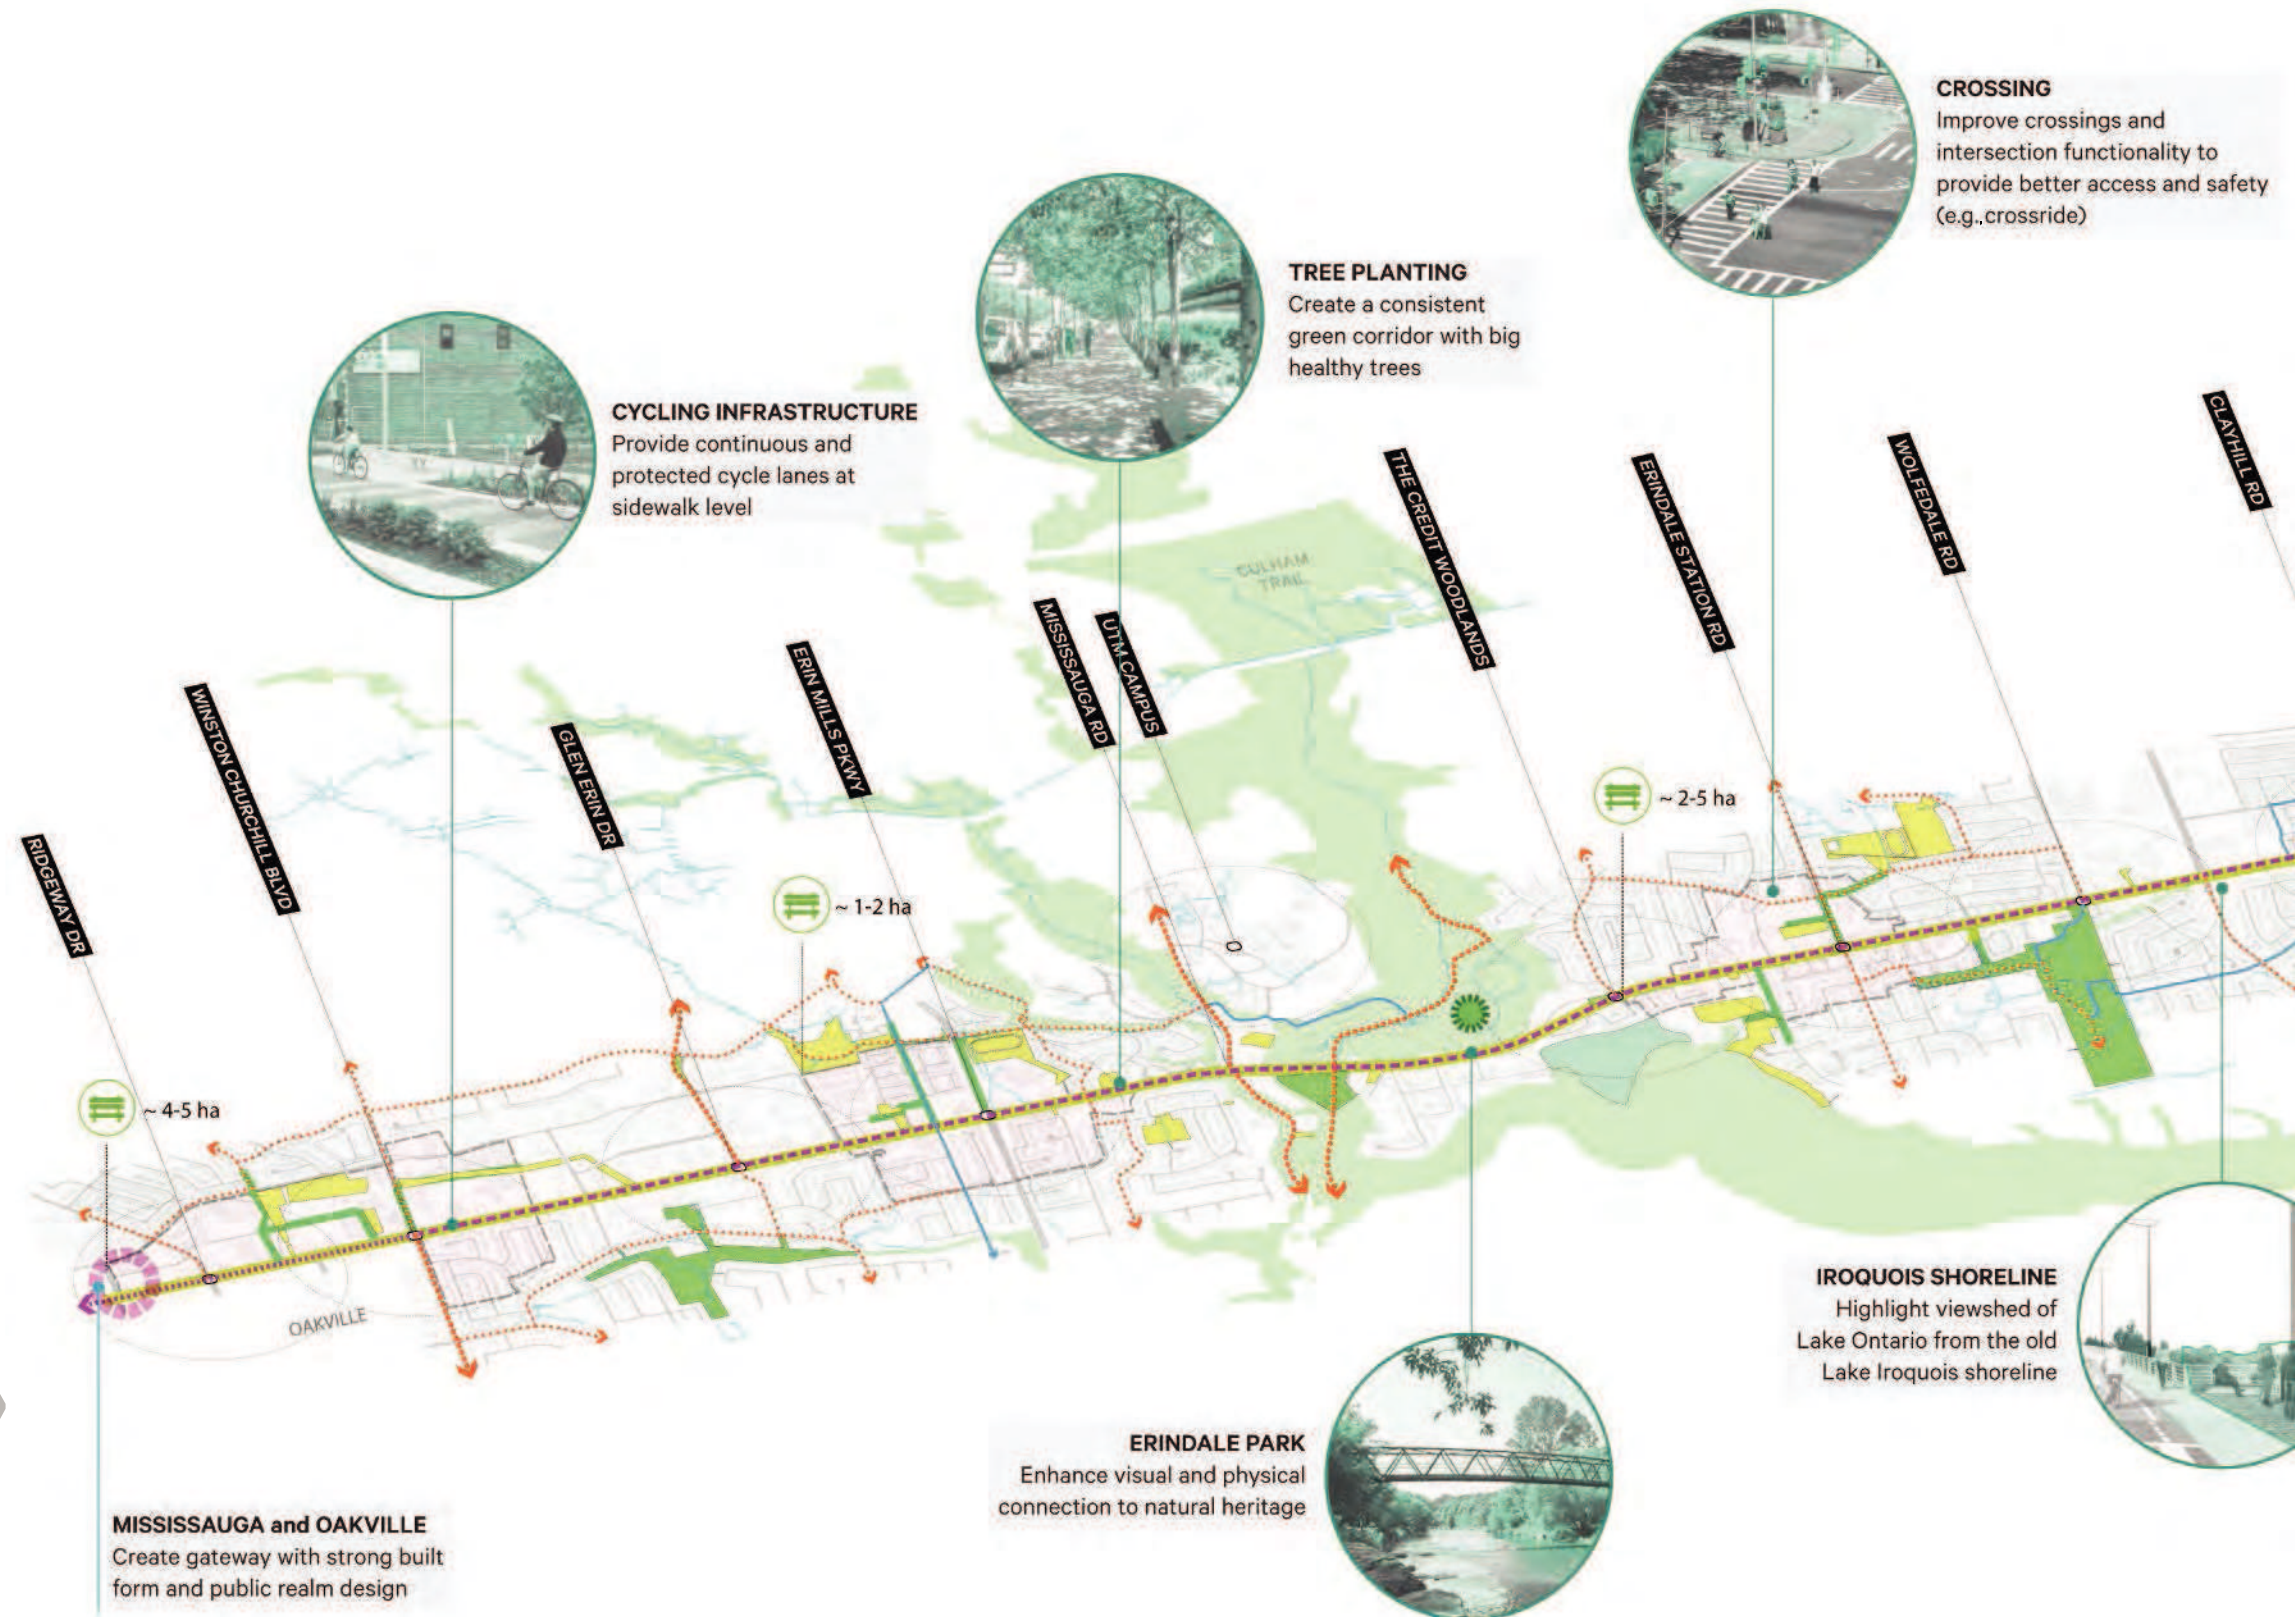 CROSSING
Improve crossings and
intersection functionality to
provide better access and safety
(e.g.,crossride)
TREE PLANTING
Create a consistent
green corridor with big
healthy trees
CYCLING INFRASTRUCTURE
Provide continuous and
protected cycle lanes at
sidewalk level
CULHAM
TRAIL
RIDGEWAY DR
WINSTON CHURCHILL BLVD
GLEN ERIN DR
ERIN MILLS PKWY
MISSISSAUGA RD
UTM CAMPUS
THE CREDIT WOODLANDS
ERINDALE STATION RD
WOLFEDALE RD
CLAYHILL RD
~ 2-5 ha
~ 1-2 ha
~ 4-5 ha
OAKVILLE
IROQUOIS SHORELINE
Highlight viewshed of
Lake Ontario from the old
Lake Iroquois shoreline
ERINDALE PARK
Enhance visual and physical
connection to natural heritage
MISSISSAUGA and OAKVILLE
Create gateway with strong built
form and public realm design